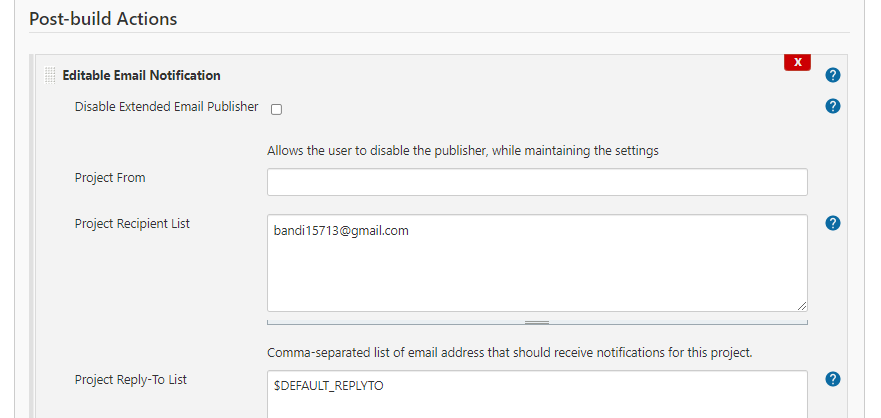 Post-build Actions
X
Editable Email Notification
?
Disable Extended Email Publisher
?
Allows the user to disable the publisher, while maintaining the settings
Project From
Project Recipient List
bandi15713@gmail.com
?
Comma-separated list of email address that should receive notifications for this project.
Project Reply-To List
$DEFAULT_REPLYTO
?